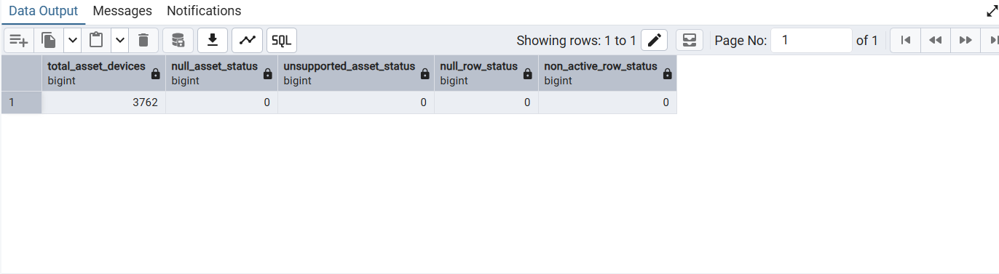 Data Output Messages Notifications
SQL Showing rows: 1 to 1 Page No: 1 of 1
total_asset_devices null_asset_status unsupported_asset_status null_row_status non_active_row_status
bigint bigint bigint bigint bigint
1 3762 0 0 0 0